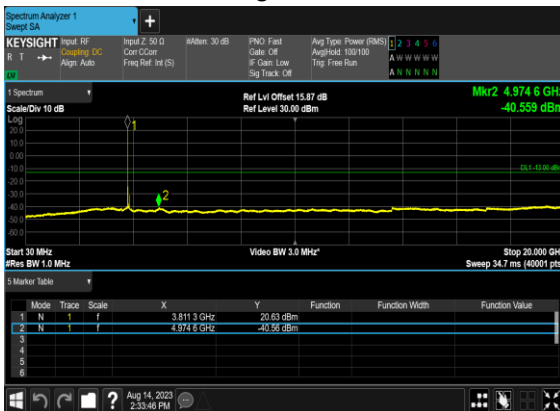 Spectrum Analyzer 1
Swept SA
KEYSIGHT Input: RF Input Z: 50 Ω #Atten: 30 dB PNO: Fast Avg Type: Power (RMS) 1 2 3 4 5 6
R T Coupling: DC Corr CCorr Gate: Off Avg|Hold: 100/100 A W W W W W
Align: Auto Freq Ref: Int (S) IF Gain: Low Trig: Free Run
Sig Track: Off A N N N N N
1 Spectrum Ref Lvl Offset 15.87 dB Mkr2 4.974 6 GHz
Scale/Div 10 dB Ref Level 30.00 dBm -40.559 dBm
Log
20.0 1
10.0
0.00
-10.0 DL1 -13.00 dBm
-20.0
-30.0 2
-40.0
-50.0
-60.0
Start 30 MHz Video BW 3.0 MHz* Stop 20.000 GHz
#Res BW 1.0 MHz Sweep 34.7 ms (40001 pts)
5 Marker Table
Mode Trace Scale X Y Function Function Width Function Value
1 N 1 f 3.811 3 GHz 20.63 dBm
2 N 1 f 4.974 6 GHz -40.56 dBm
3
4
5
6
? Aug 14, 2023
2:33:46 PM